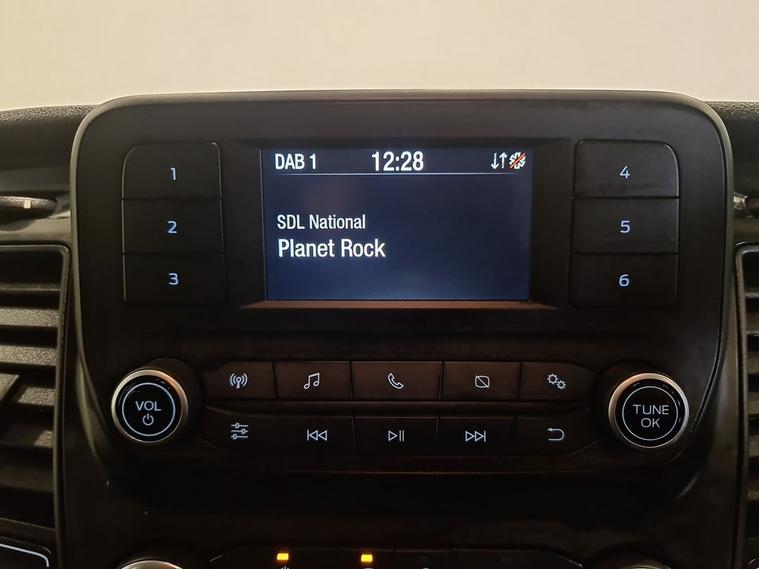 DAB 1 12:28
SDL National
Planet Rock
1
2
3
4
5
6
VOL
TUNE
OK